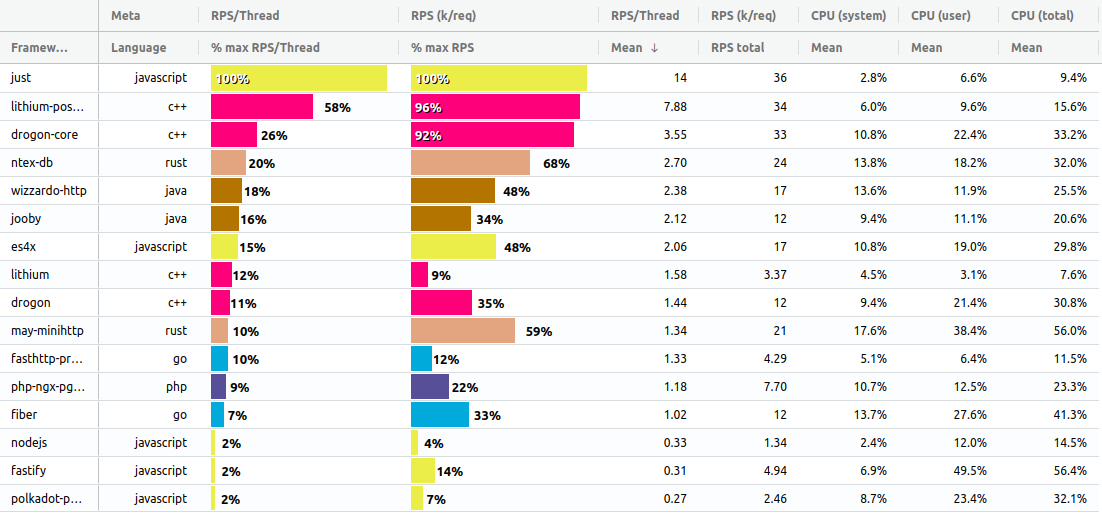 Meta RPS/Thread RPS (k/req) RPS/Thread RPS (k/req) CPU (system) CPU (user) CPU (total)
Framew... Language % max RPS/Thread % max RPS Mean ↓ RPS total Mean Mean Mean
just javascript 100% 100% 14 36 2.8% 6.6% 9.4%
lithium-pos... c++ 58% 96% 7.88 34 6.0% 9.6% 15.6%
drogon-core c++ 26% 92% 3.55 33 10.8% 22.4% 33.2%
ntex-db rust 20% 68% 2.70 24 13.8% 18.2% 32.0%
wizzardo-http java 18% 48% 2.38 17 13.6% 11.9% 25.5%
jooby java 16% 34% 2.12 12 9.4% 11.1% 20.6%
es4x javascript 15% 48% 2.06 17 10.8% 19.0% 29.8%
lithium c++ 12% 9% 1.58 3.37 4.5% 3.1% 7.6%
drogon c++ 11% 35% 1.44 12 9.4% 21.4% 30.8%
may-minihttp rust 10% 59% 1.34 21 17.6% 38.4% 56.0%
fasthttp-pr... go 10% 12% 1.33 4.29 5.1% 6.4% 11.5%
php-ngx-pg... php 9% 22% 1.18 7.70 10.7% 12.5% 23.3%
fiber go 7% 33% 1.02 12 13.7% 27.6% 41.3%
nodejs javascript 2% 4% 0.33 1.34 2.4% 12.0% 14.5%
fastify javascript 2% 14% 0.31 4.94 6.9% 49.5% 56.4%
polkadot-p... javascript 2% 7% 0.27 2.46 8.7% 23.4% 32.1%